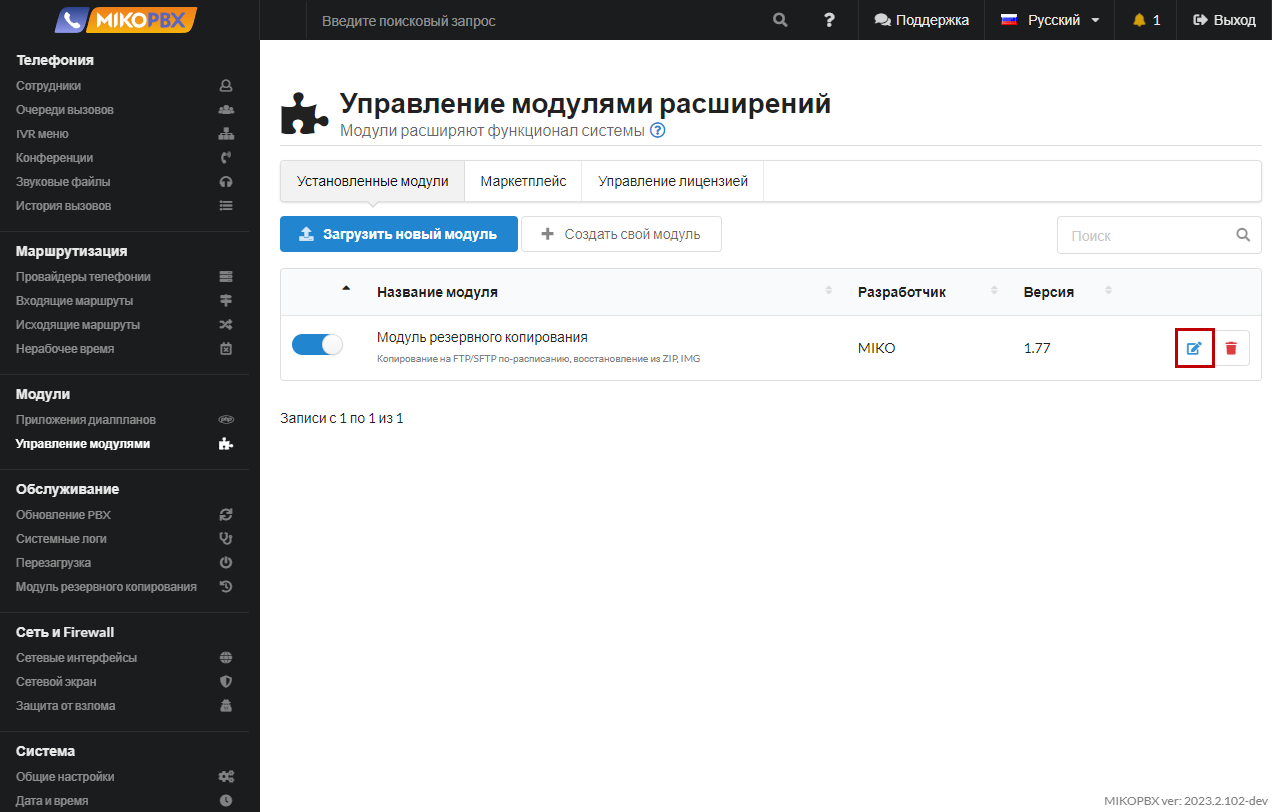 MIKOPBX
Введите поисковый запрос
?
Поддержка
Русский
1
Выход
Телефония
Сотрудники
Очереди вызовов
IVR меню
Конференции
Звуковые файлы
История вызовов
Маршрутизация
Провайдеры телефонии
Входящие маршруты
Исходящие маршруты
Нерабочее время
Модули
Приложения диалпланов
php
Управление модулями
Обслуживание
Обновление PBX
Системные логи
Перезагрузка
Модуль резервного копирования
Сеть и Firewall
Сетевые интерфейсы
Сетевой экран
Защита от взлома
Система
Общие настройки
Дата и время
Управление модулями расширений
Модули расширяют функционал системы ?
Установленные модули
Маркетплейс
Управление лицензией
Загрузить новый модуль
Создать свой модуль
Поиск
Название модуля
Разработчик
Версия
Модуль резервного копирования
Копирование на FTP/SFTP по-расписанию, восстановление из ZIP, IMG
MIKO
1.77
Записи с 1 по 1 из 1
MIKOPBX ver: 2023.2.102-dev